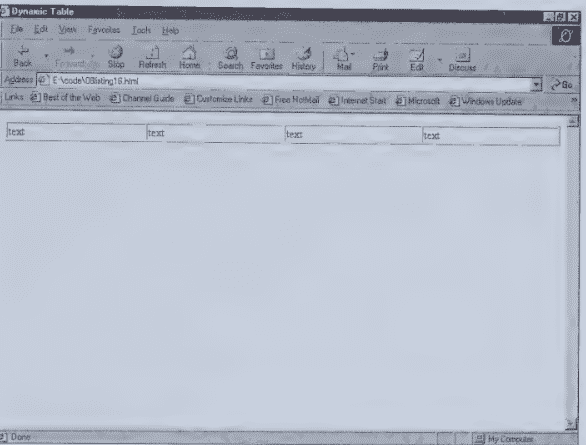 Dynamic Table
File Edit View Favorites Tools Help
Back Forward Stop Refresh Home Search Favorites History Mail Print Edit Discuss
Address E:\code\08listing16.html Go
Links Best of the Web Channel Guide Customize Links Free HotMail Internet Start Microsoft Windows Update
text text text text
Done My Computer